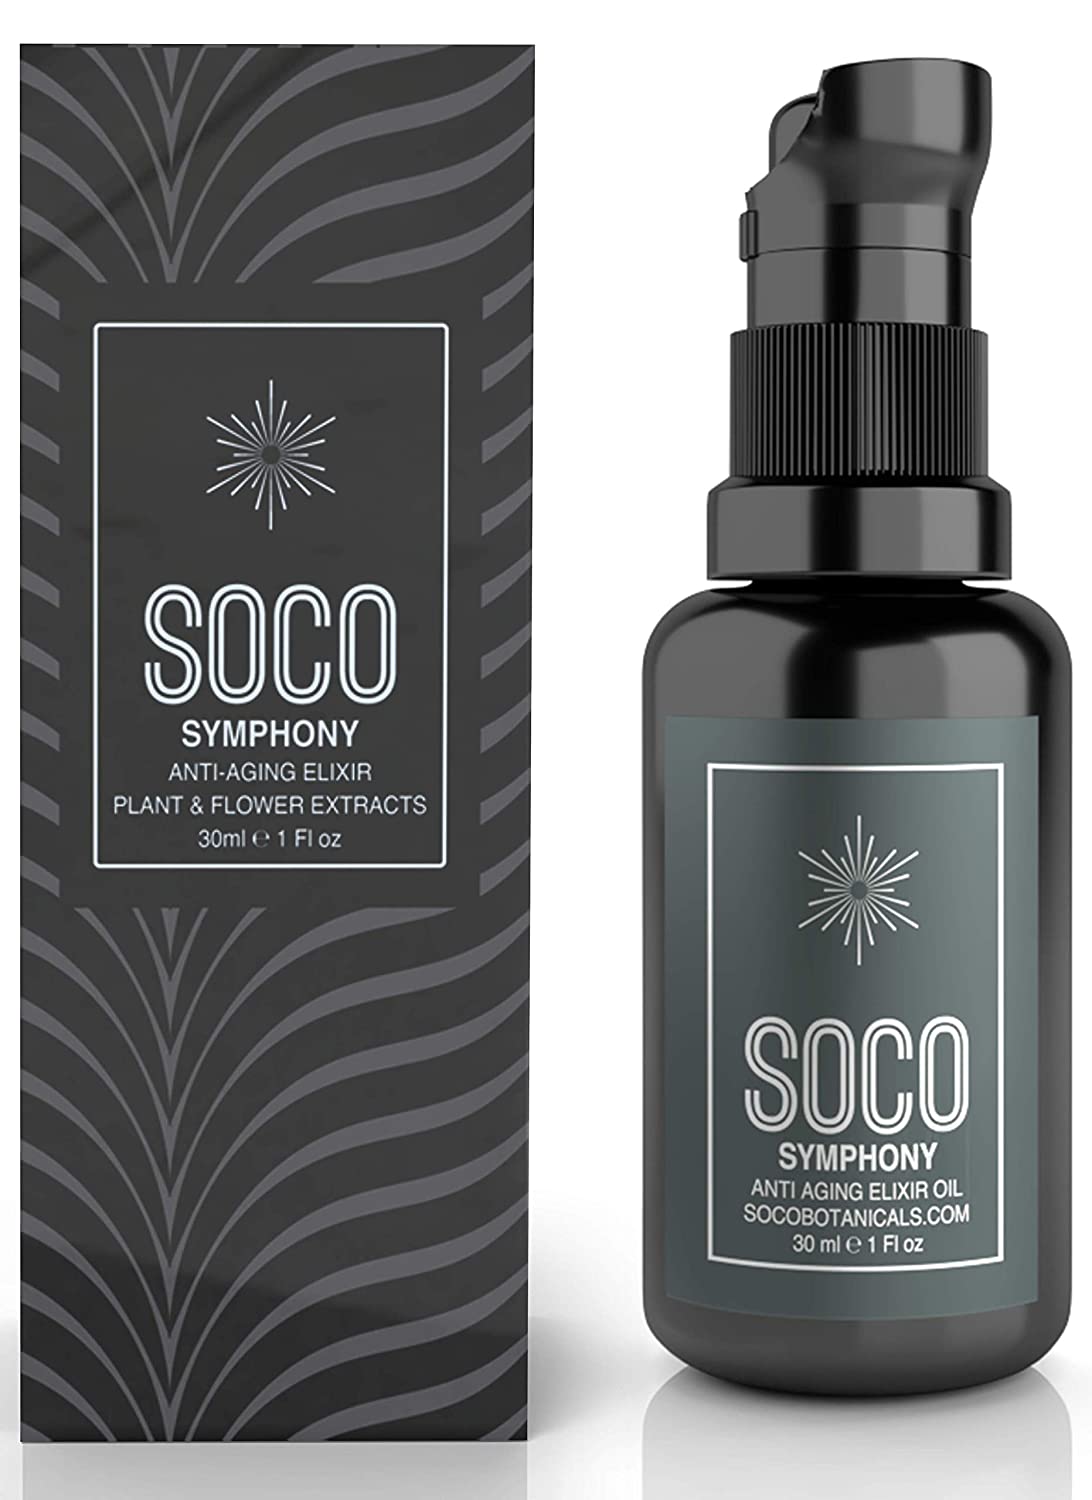 SOCO
SYMPHONY
ANTI-AGING ELIXIR
PLANT & FLOWER EXTRACTS
30ml ℮ 1 Fl oz
SOCO
SYMPHONY
ANTI AGING ELIXIR OIL
SOCOBOTANICALS.COM
30 ml ℮ 1 Fl oz